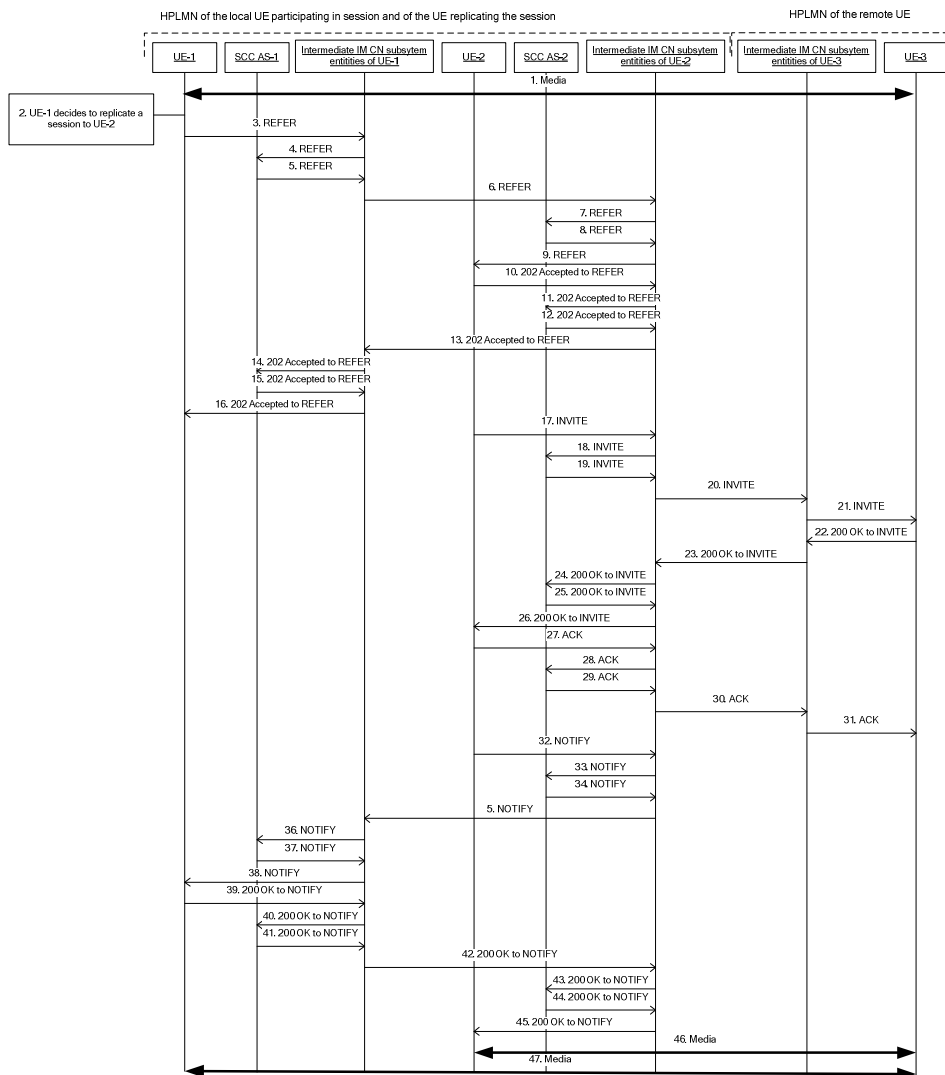 HPLMN of the local UE participating in session and of the UE replicating the session
HPLMN of the remote UE
UE-1
SCC AS-1
Intermediate IM CN subsytem
entitities of UE-1
UE-2
SCC AS-2
Intermediate IM CN subsytem
entities of UE-2
Intermediate IM CN subsystem
entitities of UE-3
UE-3
1. Media
2. UE-1 decides to replicate a
session to UE-2
3. REFER
4. REFER
5. REFER
6. REFER
7. REFER
8. REFER
9. REFER
10. 202 Accepted to REFER
11. 202 Accepted to REFER
12. 202 Accepted to REFER
13. 202 Accepted to REFER
14. 202 Accepted to REFER
15. 202 Accepted to REFER
16. 202 Accepted to REFER
17. INVITE
18. INVITE
19. INVITE
20. INVITE
21. INVITE
22. 200 OK to INVITE
23. 200 OK to INVITE
24. 200 OK to INVITE
25. 200 OK to INVITE
26. 200 OK to INVITE
27. ACK
28. ACK
29. ACK
30. ACK
31. ACK
32. NOTIFY
33. NOTIFY
34. NOTIFY
5. NOTIFY
36. NOTIFY
37. NOTIFY
38. NOTIFY
39. 200 OK to NOTIFY
40. 200 OK to NOTIFY
41. 200 OK to NOTIFY
42. 200 OK to NOTIFY
43. 200 OK to NOTIFY
44. 200 OK to NOTIFY
45. 200 OK to NOTIFY
46. Media
47. Media